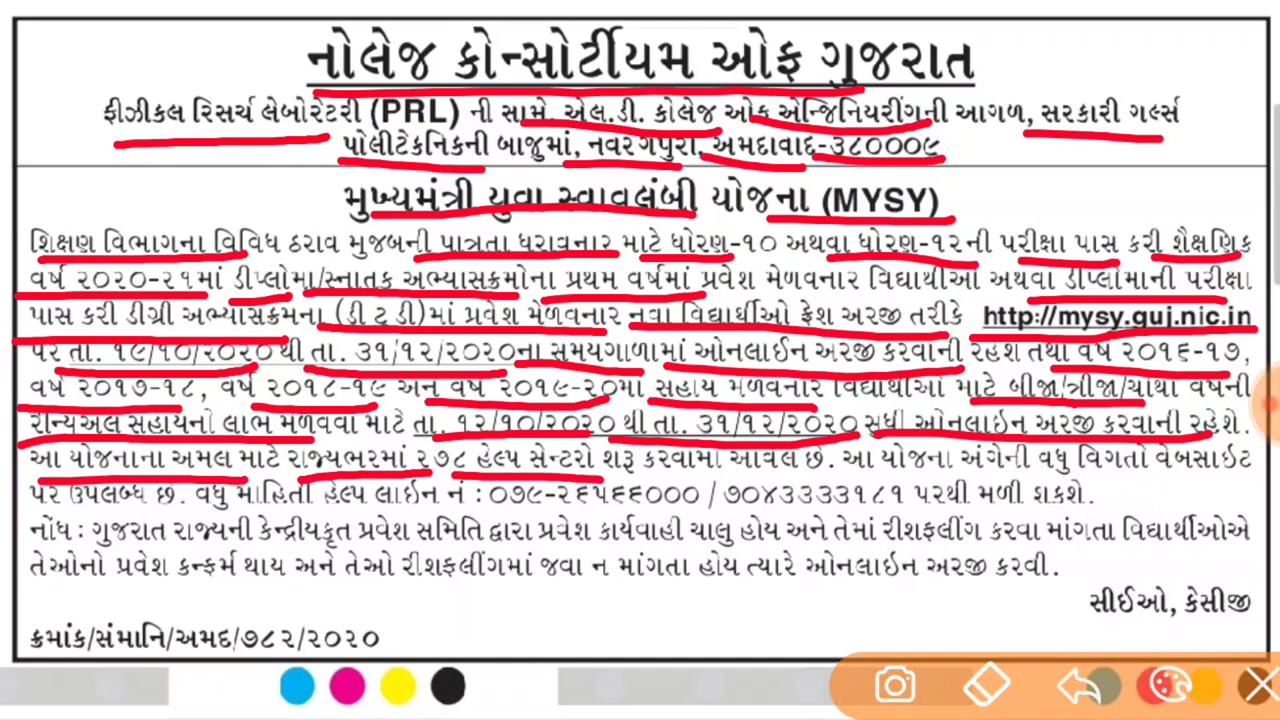 નોલેજ કોન્સોર્ટીયમ ઓફ ગુજરાત
ફીઝીકલ રિસર્ચ લેબોરેટરી (PRL) ની સામે, એલ.ડી. કોલેજ ઓફ એન્જિનિયરીંગની આગળ, સરકારી ગર્લ્સ
પોલીટેકનિકની બાજુમાં, નવરંગપુરા, અમદાવાદ-૩૮૦૦૦૯
મુખ્યમંત્રી યુવા સ્વાવલંબી યોજના (MYSY)
શિક્ષણ વિભાગના વિવિધ ઠરાવ મુજબની પાત્રતા ધરાવનાર માટે ધોરણ-૧૦ અથવા ધોરણ-૧૨ની પરીક્ષા પાસ કરી શૈક્ષણિક
વર્ષ ૨૦૨૦-૨૧માં ડીપ્લોમા/સ્નાતક અભ્યાસક્રમોના પ્રથમ વર્ષમાં પ્રવેશ મેળવનાર વિદ્યાર્થીઓ અથવા ડીપ્લોમાની પરીક્ષા
પાસ કરી ડીગ્રી અભ્યાસક્રમના (ડી ટુ ડી)માં પ્રવેશ મેળવનાર નવા વિદ્યાર્થીઓ ફ્રેશ અરજી તરીકે http://mysy.guj.nic.in
પર તા. ૧૯/૧૦/૨૦૨૦ થી તા. ૩૧/૧૨/૨૦૨૦ના સમયગાળામાં ઓનલાઈન અરજી કરવાની રહેશે તથા વર્ષ ૨૦૧૬-૧૭,
વર્ષ ૨૦૧૭-૧૮, વર્ષ ૨૦૧૮-૧૯ અને વર્ષ ૨૦૧૯-૨૦માં સહાય મેળવનાર વિદ્યાર્થીઓ માટે બીજા/ત્રીજા/ચોથા વર્ષની
રીન્યુઅલ સહાયનો લાભ મેળવવા માટે તા. ૧૨/૧૦/૨૦૨૦ થી તા. ૩૧/૧૨/૨૦૨૦ સુધી ઓનલાઇન અરજી કરવાની રહેશે.
આ યોજનાના અમલ માટે રાજ્યભરમાં ૨૭૮ હેલ્પ સેન્ટરો શરૂ કરવામાં આવેલ છે. આ યોજના અંગેની વધુ વિગતો વેબસાઇટ
પર ઉપલબ્ધ છે. વધુ માહિતી હેલ્પ લાઈન નં : ૦૭૯-૨૬૫૬૬૦૦૦ / ૭૦૪૩૩૩૩૧૮૧ પરથી મળી શકશે.
નોંધ : ગુજરાત રાજ્યની કેન્દ્રીયકૃત પ્રવેશ સમિતિ દ્વારા પ્રવેશ કાર્યવાહી ચાલુ હોય અને તેમાં રીશફલીંગ કરવા માંગતા વિદ્યાર્થીઓએ
તેઓનો પ્રવેશ કન્ફર્મ થાય અને તેઓ રીશફલીંગમાં જવા ન માંગતા હોય ત્યારે ઓનલાઇન અરજી કરવી.
સીઈઓ, કેસીજી
ક્રમાંક/સંમાનિ/અમદ/૭૮૨/૨૦૨૦